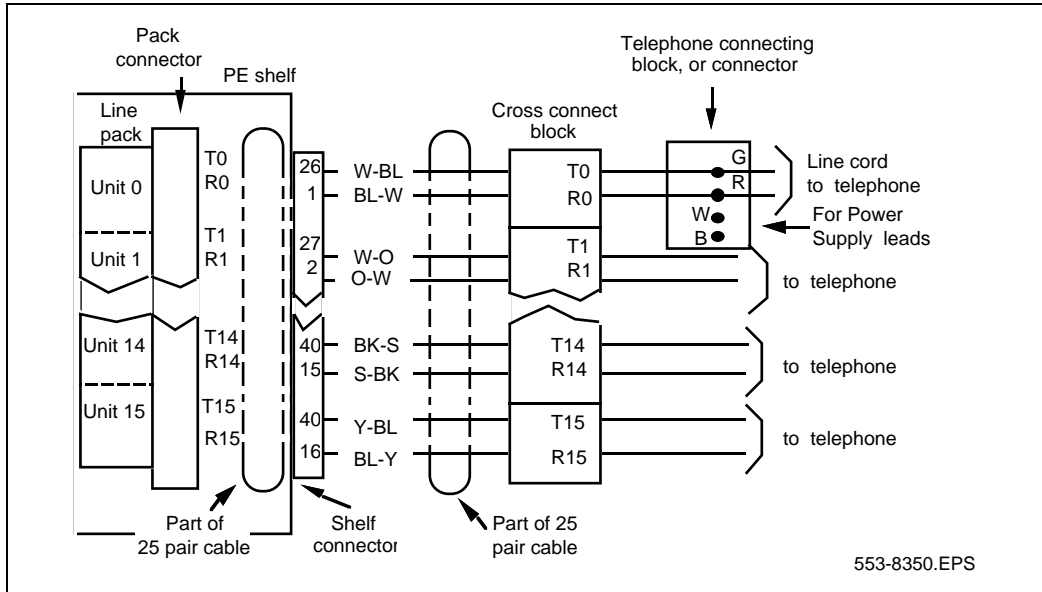 Pack
connector
PE shelf
Telephone connecting
block, or connector
Line
pack
Cross connect
block
T0
R0
26
1
W-BL
BL-W
T0
R0
G
R
W
B
Line cord
to telephone
For Power
Supply leads
Unit 0
Unit 1
T1
R1
27
2
W-O
O-W
T1
R1
to telephone
Unit 14
T14
R14
40
15
BK-S
S-BK
T14
R14
to telephone
Unit 15
T15
R15
40
16
Y-BL
BL-Y
T15
R15
to telephone
Part of
25 pair cable
Shelf
connector
Part of 25
pair cable
553-8350.EPS